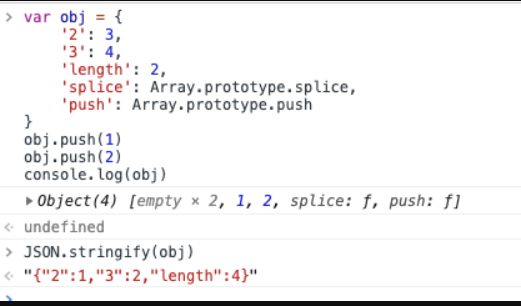 > var obj = {
'2': 3,
'3': 4,
'length': 2,
'splice': Array.prototype.splice,
'push': Array.prototype.push
}
obj.push(1)
obj.push(2)
console.log(obj)
▶Object(4) [empty × 2, 1, 2, splice: ƒ, push: ƒ]
undefined
> JSON.stringify(obj)
"{"2":1,"3":2,"length":4}"